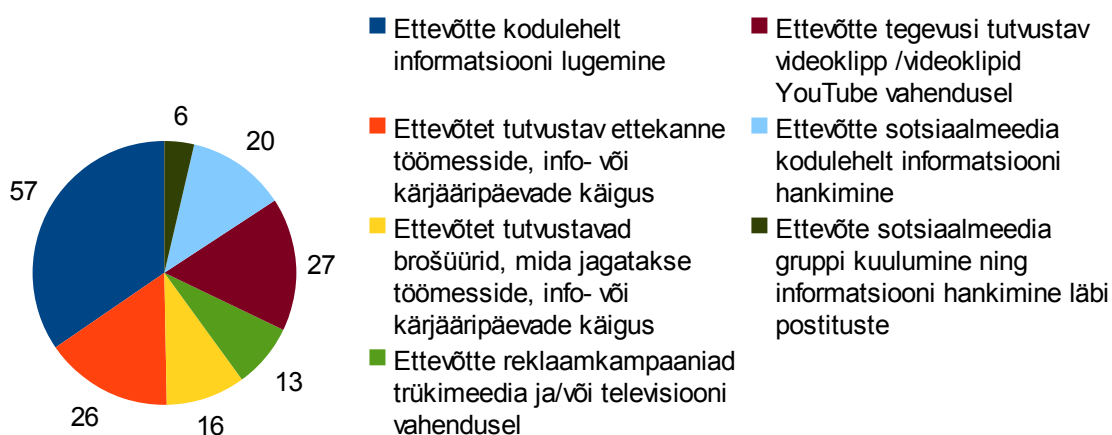 6
20
57
27
13
26
16
Ettevõtte kodulehelt
informatsiooni lugemine
Ettevõtet tutvustav ettekanne
töömesside, info- või
kärjääripäevade käigus
Ettevõtet tutvustavad
brošüürid, mida jagatakse
töömesside, info- või
kärjääripäevade käigus
Ettevõtte reklaamkampaaniad
trükimeedia ja/või televisiooni
vahendusel
Ettevõtte tegevusi tutvustav
videoklipp /videoklipid
YouTube vahendusel
Ettevõtte sotsiaalmeedia
kodulehelt informatsiooni
hankimine
Ettevõte sotsiaalmeedia
gruppi kuulumine ning
informatsiooni hankimine läbi
postituste